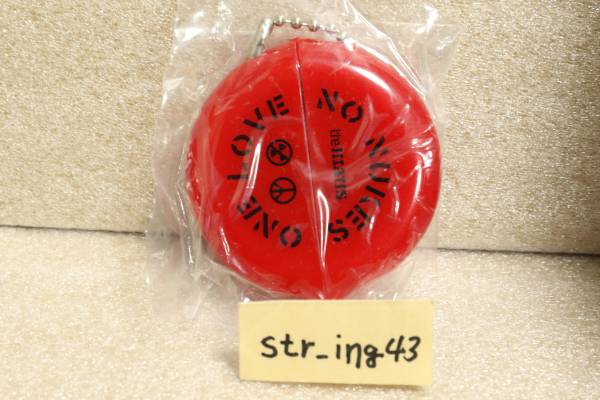 ONE LOVE
NO NUKES
the HIATUS
str_ing43